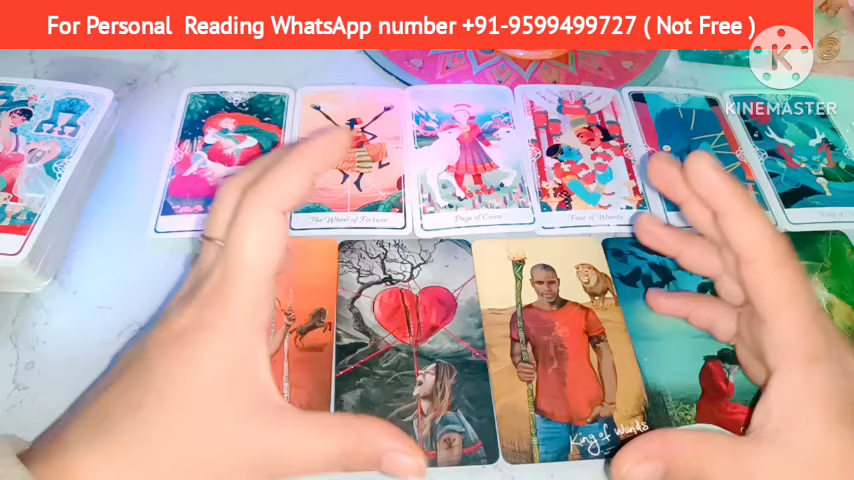 For Personal Reading WhatsApp number +91-9599499727 ( Not Free )
K
KINEMASTER
The Wheel of Fortune
Page of Coins
Four of Wands
King of Wands